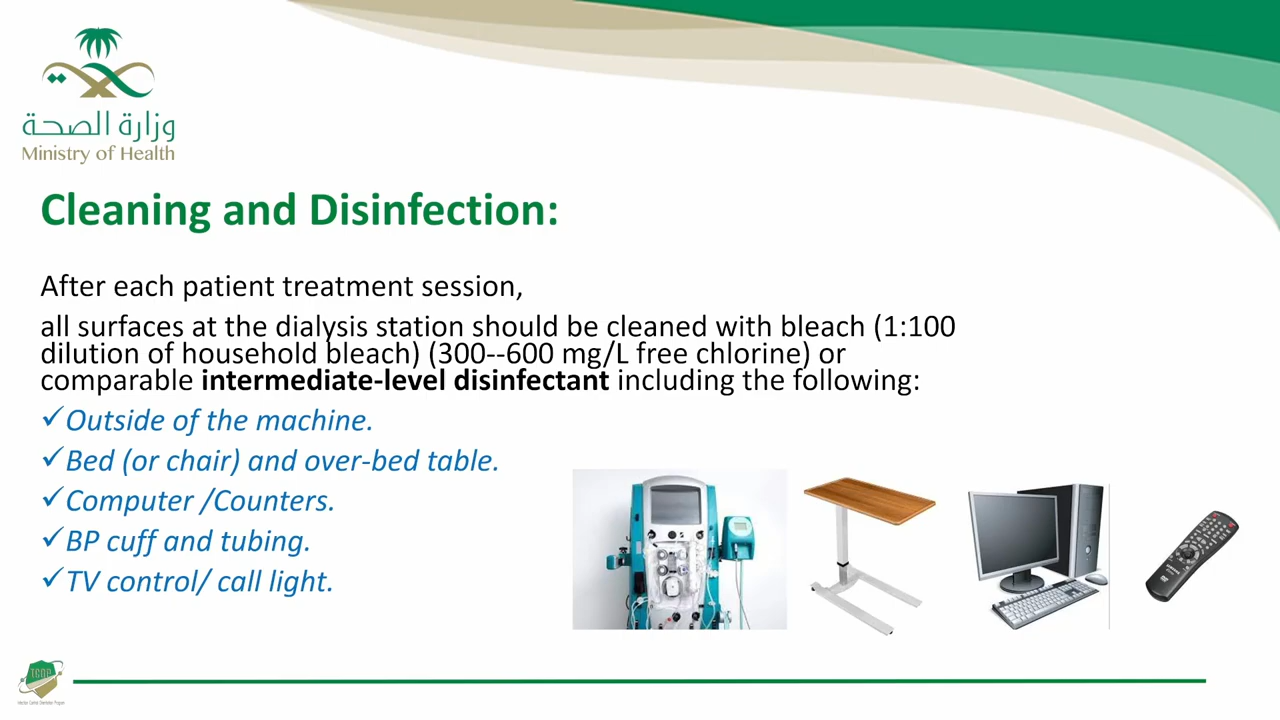 وزارة الصحة
Ministry of Health
Cleaning and Disinfection:
After each patient treatment session,
all surfaces at the dialysis station should be cleaned with bleach (1:100
dilution of household bleach) (300--600 mg/L free chlorine) or
comparable intermediate-level disinfectant including the following:
✓Outside of the machine.
✓Bed (or chair) and over-bed table.
✓Computer /Counters.
✓BP cuff and tubing.
✓TV control/ call light.